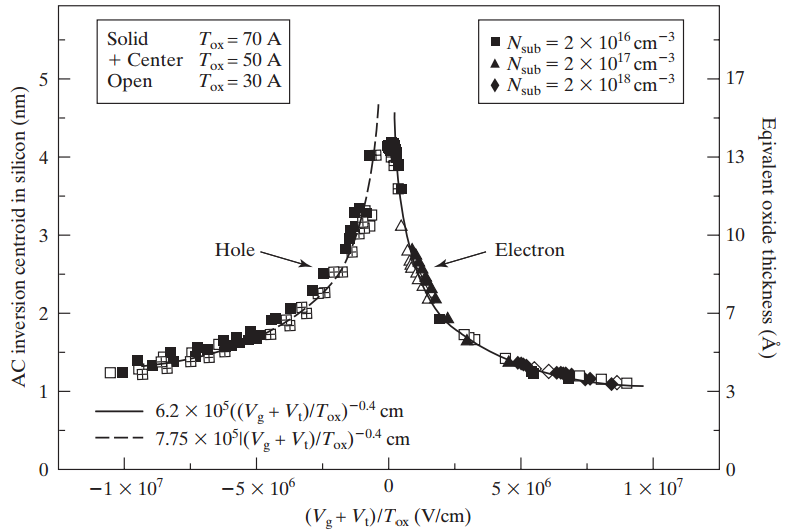 Solid T_ox = 70 A
+ Center T_ox = 50 A
Open T_ox = 30 A
■ N_sub = 2 × 10^16 cm^−3
▲ N_sub = 2 × 10^17 cm^−3
◆ N_sub = 2 × 10^18 cm^−3
AC inversion centroid in silicon (nm)
5
4
3
2
1
0
17
13
10
7
3
0
Eqivalent oxide thickness (Å)
Hole
Electron
6.2 × 10^5((V_g + V_t)/T_ox)^−0.4 cm
7.75 × 10^5|(V_g + V_t)/T_ox)^−0.4 cm
−1 × 10^7
−5 × 10^6
0
5 × 10^6
1 × 10^7
(V_g + V_t)/T_ox (V/cm)